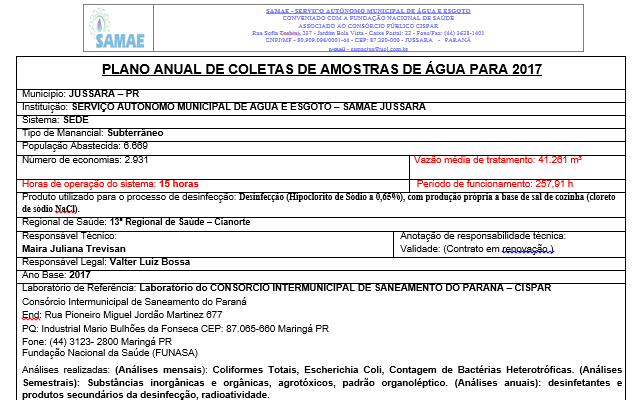 SAMAE
SAMAE - SERVIÇO AUTÔNOMO MUNICIPAL DE ÁGUA E ESGOTO
CONVENIADO COM A FUNDAÇÃO NACIONAL DE SAÚDE
ASSOCIADO AO CONSÓRCIO PÚBLICO CISPAR
Rua Sofia 237 - Jardim Bela Vista - Caixa Postal: 22 - Fone/Fax: (44) 3628-1401
CNPJ/MF - 80.909.096/0001-44 - CEP: 87.230-000 - JUSSARA - PARANÁ
PLANO ANUAL DE COLETAS DE AMOSTRAS DE ÁGUA PARA 2017
Município: JUSSARA – PR
Instituição: SERVIÇO AUTONOMO MUNICIPAL DE AGUA E ESGOTO – SAMAE JUSSARA
Sistema: SEDE
Tipo de Manancial: Subterrâneo
População Abastecida: 6.669
Número de economias: 2.931
Vazão média de tratamento: 41.261 m³
Horas de operação do sistema: 15 horas
Período de funcionamento: 257.91 h
Produto utilizado para o processo de desinfecção: Desinfecção (Hipoclorito de Sódio a 0,65%), com produção própria a base de sal de cozinha (cloreto
de sódio NaCl).
Regional de Saúde: 13ª Regional de Saúde – Cianorte
Responsável Técnico:
Maira Juliana Trevisan
Anotação de responsabilidade técnica:
Validade: (Contrato em renovação.)
Responsável Legal: Valter Luiz Bossa
Ano Base: 2017
Laboratório de Referência: Laboratório do CONSORCIO INTERMUNICIPAL DE SANEAMENTO DO PARANA – CISPAR
Consórcio Intermunicipal de Saneamento do Paraná
End: Rua Pioneiro Miguel Jordão Martinez 677
PQ: Industrial Mario Bulhões da Fonseca CEP: 87.065-660 Maringá PR
Fone: (44) 3123- 2800 Maringá PR
Fundação Nacional da Saúde (FUNASA)
Análises realizadas: (Análises mensais): Coliformes Totais, Escherichia Coli, Contagem de Bactérias Heterotróficas. (Análises
Semestrais): Substâncias inorgânicas e orgânicas, agrotóxicos, padrão organoléptico. (Análises anuais): desinfetantes e
produtos secundários da desinfecção, radioatividade.